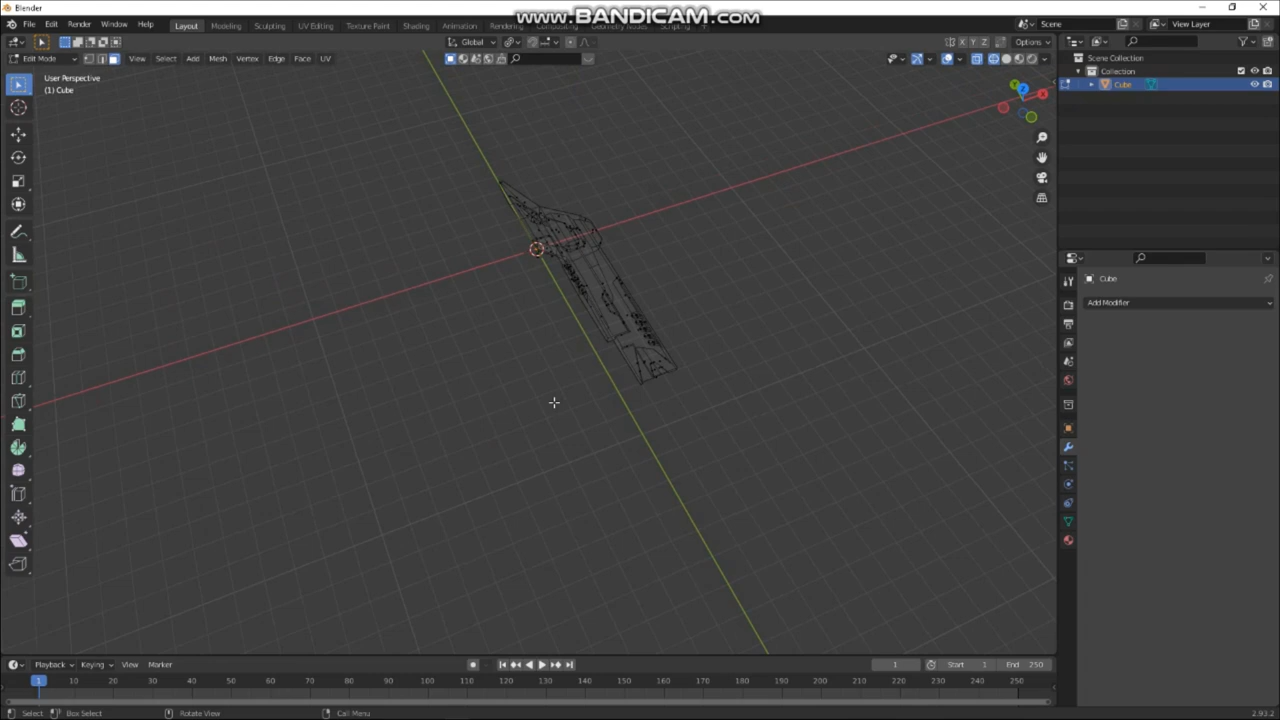 Blender
www.BANDICAM.com
File Edit Render Window Help Layout Modeling Sculpting UV Editing Texture Paint Shading Animation Rendering Compositing Geometry Nodes Scripting + Scene View Layer
Global Options
Edit Mode View Select Add Mesh Vertex Edge Face UV
X Y Z
User Perspective
(1) Cube
Scene Collection
Collection
Cube
Cube
Add Modifier
Playback Keying View Marker 1 Start 1 End 250
1 10 20 30 40 50 60 70 80 90 100 110 120 130 140 150 160 170 180 190 200 210 220 230 240 250
Select Box Select Rotate View Call Menu 2.93.2